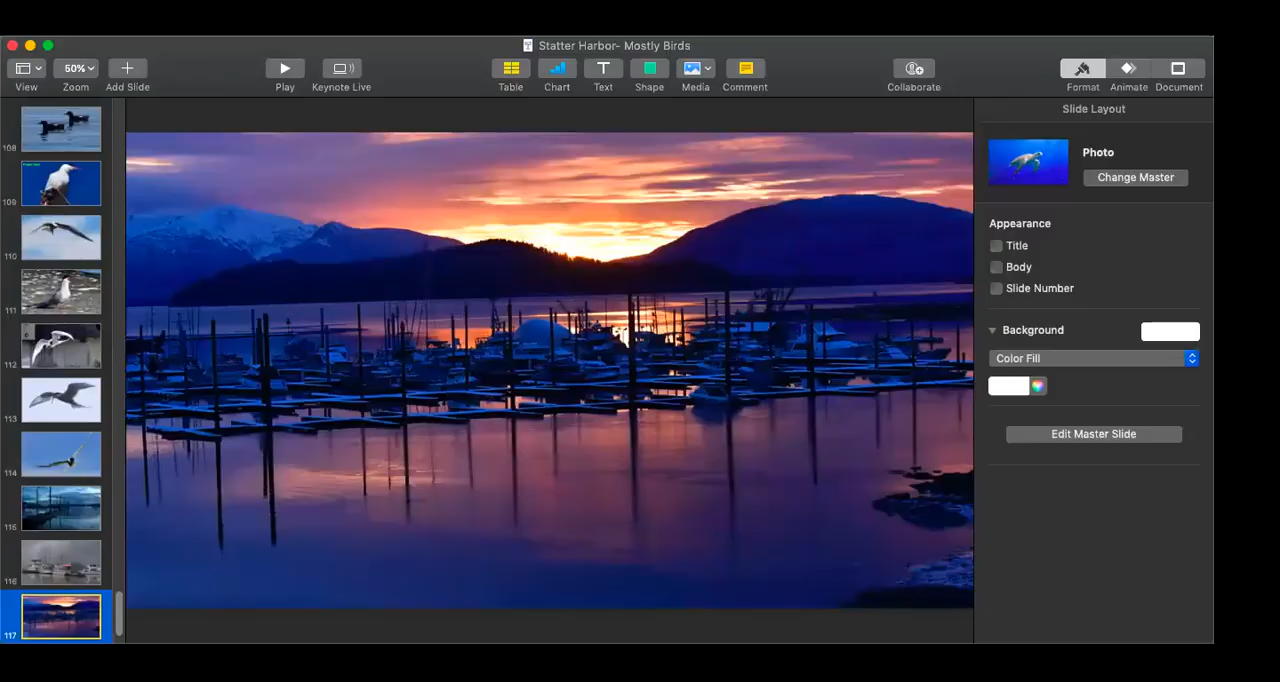 Statter Harbor- Mostly Birds
50%
View
Zoom
Add Slide
Play
Keynote Live
Table
Chart
Text
Shape
Media
Comment
Collaborate
Format
Animate
Document
108
109
110
111
112
113
114
115
116
117
Slide Layout
Photo
Change Master
Appearance
Title
Body
Slide Number
Background
Color Fill
Edit Master Slide